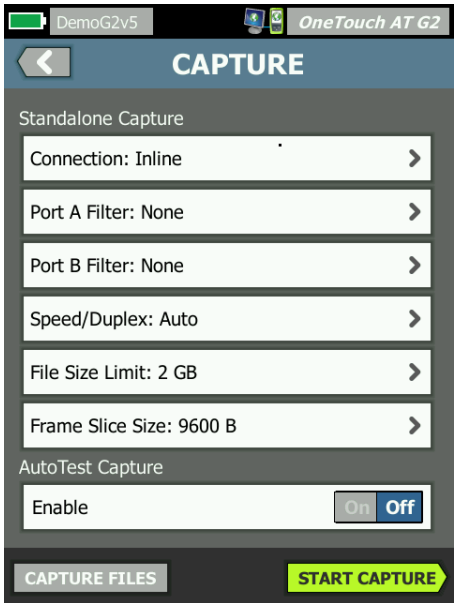 DemoG2v5
OneTouch AT G2
CAPTURE
Standalone Capture
Connection: Inline
Port A Filter: None
Port B Filter: None
Speed/Duplex: Auto
File Size Limit: 2 GB
Frame Slice Size: 9600 B
AutoTest Capture
Enable On Off
CAPTURE FILES START CAPTURE